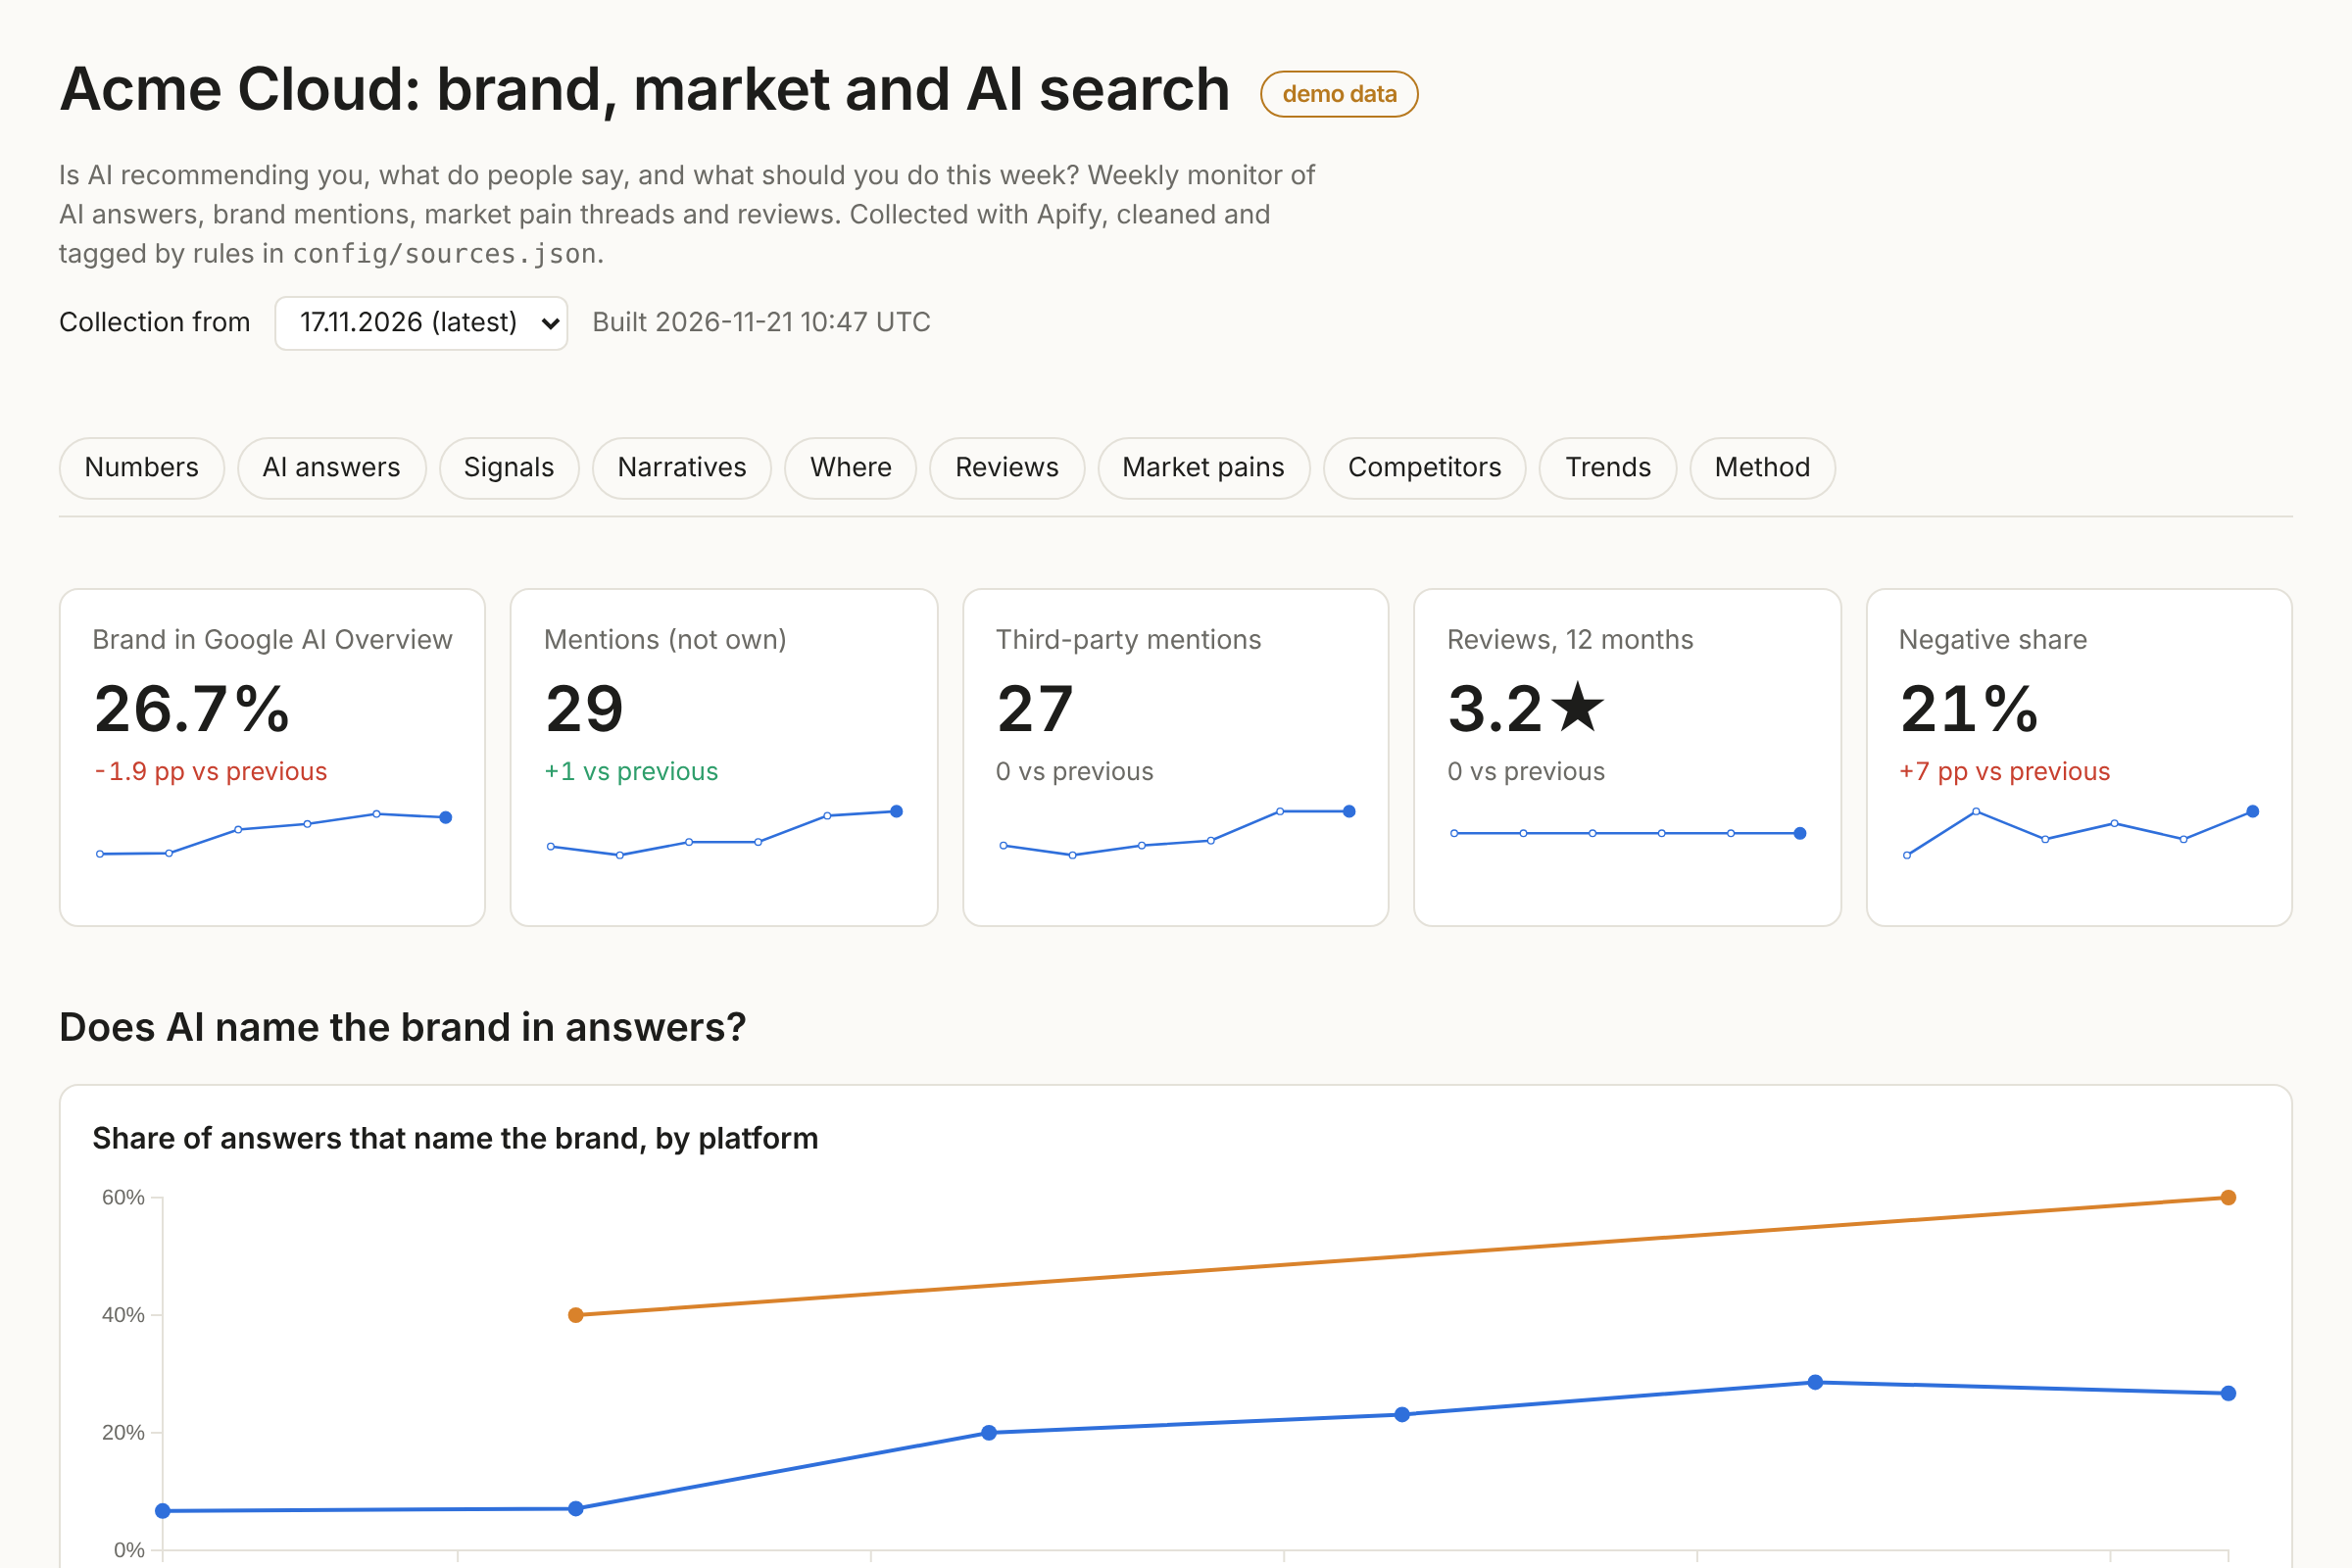 Acme Cloud: brand, market and AI search
demo data
Is AI recommending you, what do people say, and what should you do this week? Weekly monitor of
AI answers, brand mentions, market pain threads and reviews. Collected with Apify, cleaned and
tagged by rules in config/sources.json.
Collection from
17.11.2026 (latest)
Built 2026-11-21 10:47 UTC
Numbers
AI answers
Signals
Narratives
Where
Reviews
Market pains
Competitors
Trends
Method
Brand in Google AI Overview
26.7%
-1.9 pp vs previous
Mentions (not own)
29
+1 vs previous
Third-party mentions
27
0 vs previous
Reviews, 12 months
3.2★
0 vs previous
Negative share
21%
+7 pp vs previous
Does AI name the brand in answers?
Share of answers that name the brand, by platform
60%
40%
20%
0%